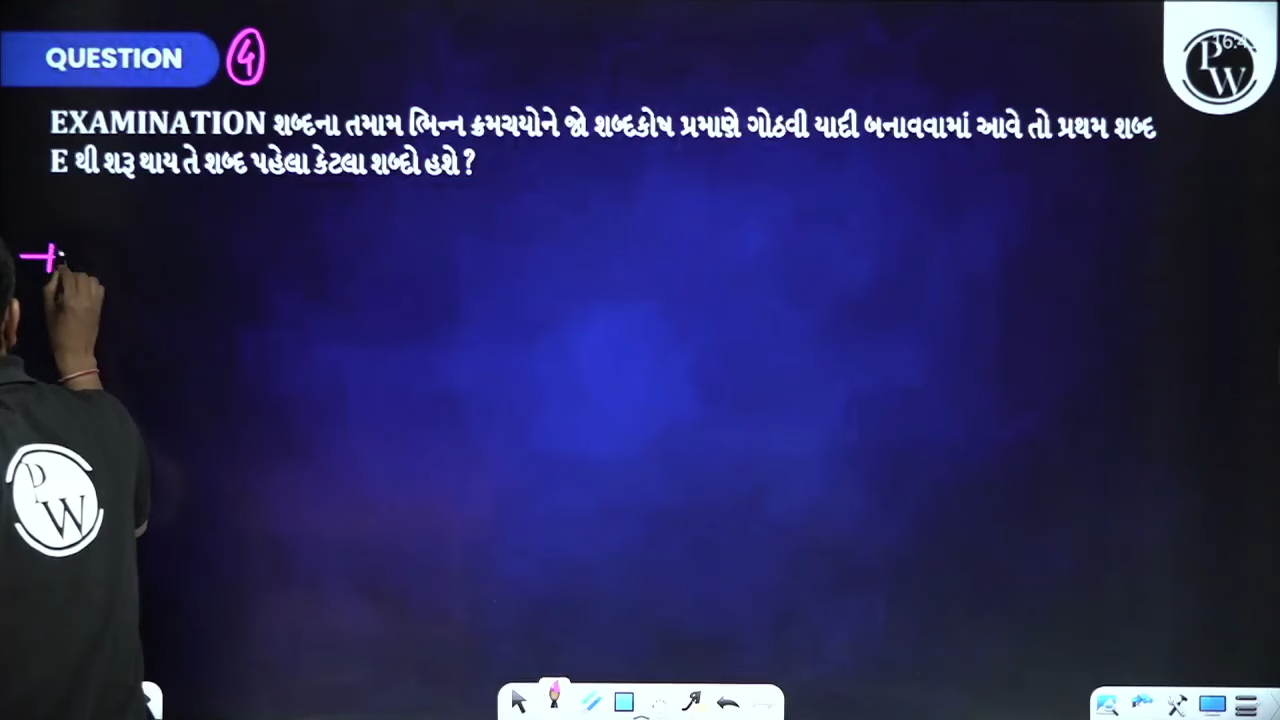 QUESTION 4
EXAMINATION શબ્દના તમામ ભિન્ન ક્રમચયોને જો શબ્દકોષ પ્રમાણે ગોઠવી યાદી બનાવવામાં આવે તો પ્રથમ શબ્દ
E થી શરૂ થાય તે શબ્દ પહેલા કેટલા શબ્દો હશે?
PW
PW